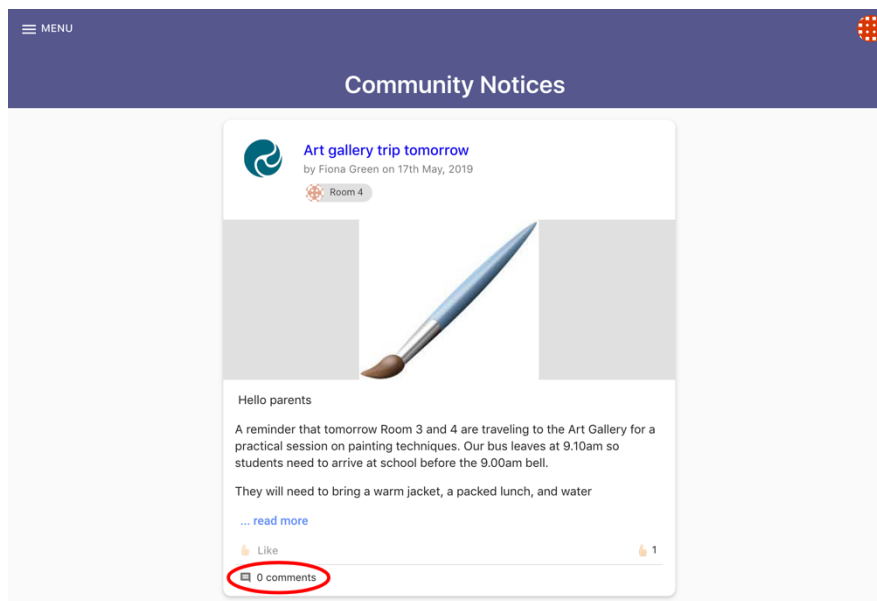 MENU
Community Notices
Art gallery trip tomorrow
by Fiona Green on 17th May, 2019
Room 4
Hello parents
A reminder that tomorrow Room 3 and 4 are traveling to the Art Gallery for a
practical session on painting techniques. Our bus leaves at 9.10am so
students need to arrive at school before the 9.00am bell.
They will need to bring a warm jacket, a packed lunch, and water
... read more
Like 1
0 comments